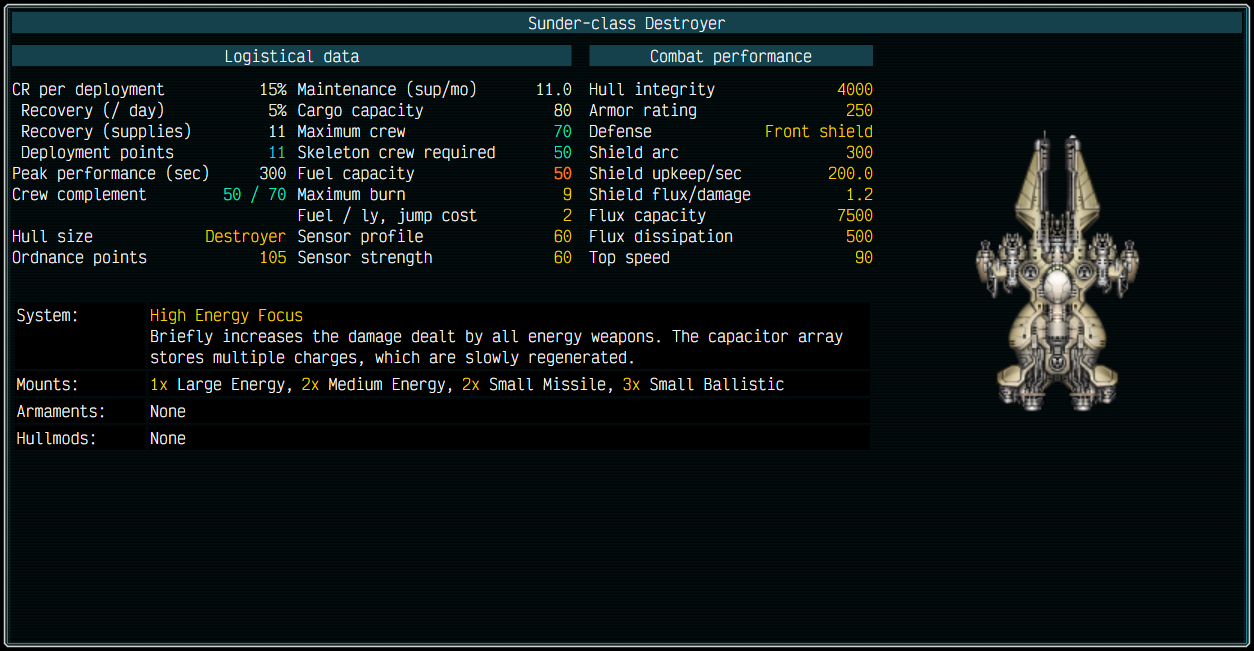 Sunder-class Destroyer
Logistical data Combat performance
CR per deployment 15% Maintenance (sup/mo) 11.0 Hull integrity 4000
Recovery (/ day) 5% Cargo capacity 80 Armor rating 250
Recovery (supplies) 11 Maximum crew 70 Defense Front shield
Deployment points 11 Skeleton crew required 50 Shield arc 300
Peak performance (sec) 300 Fuel capacity 50 Shield upkeep/sec 200.0
Crew complement 50 / 70 Maximum burn 9 Shield flux/damage 1.2
Fuel / ly, jump cost 2 Flux capacity 7500
Hull size Destroyer Sensor profile 60 Flux dissipation 500
Ordnance points 105 Sensor strength 60 Top speed 90
System: High Energy Focus
Briefly increases the damage dealt by all energy weapons. The capacitor array
stores multiple charges, which are slowly regenerated.
Mounts: 1x Large Energy, 2x Medium Energy, 2x Small Missile, 3x Small Ballistic
Armaments: None
Hullmods: None